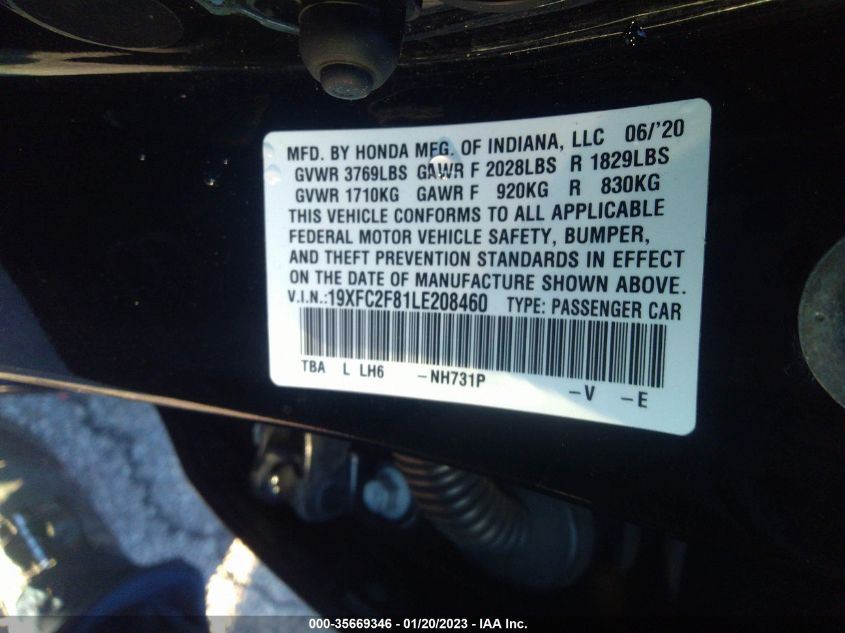 MFD. BY HONDA MFG. OF INDIANA, LLC 06/'20
GVWR 3769LBS GAWR F 2028LBS R 1829LBS
GVWR 1710KG GAWR F 920KG R 830KG
THIS VEHICLE CONFORMS TO ALL APPLICABLE
FEDERAL MOTOR VEHICLE SAFETY, BUMPER,
AND THEFT PREVENTION STANDARDS IN EFFECT
ON THE DATE OF MANUFACTURE SHOWN ABOVE.
V.I.N.:19XFC2F81LE208460 TYPE: PASSENGER CAR
TBA L LH6 -NH731P -V -E
000-35669346 - 01/20/2023 - IAA Inc.